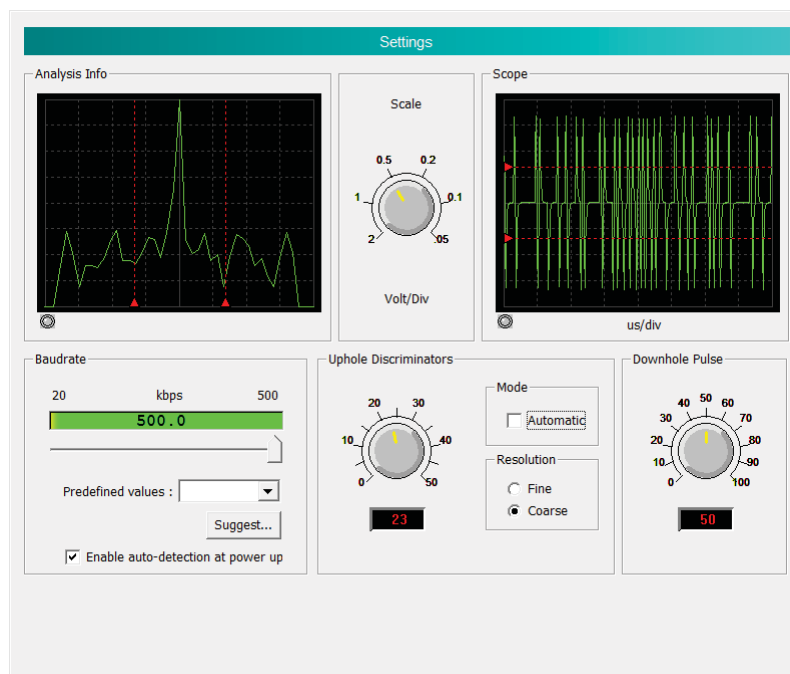 Settings
Analysis Info
Scale
0.5 0.2
1 0.1
2 .05
Volt/Div
Scope
us/div
Baudrate
20 kbps 500
500.0
Predefined values :
Suggest...
Enable auto-detection at power up
Uphole Discriminators
20 30
10 40
0 50
23
Mode
Automatic
Resolution
Fine
Coarse
Downhole Pulse
40 50 60
30 70
20 80
10 90
0 100
50